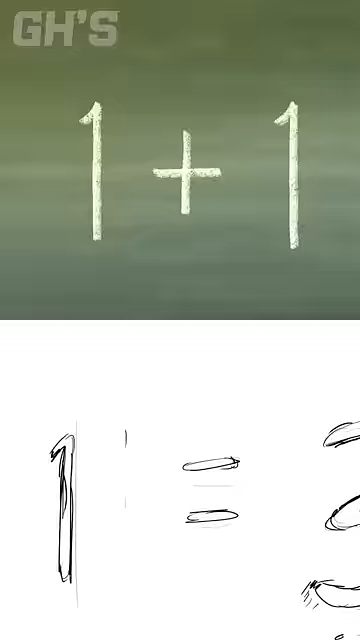 GH'S
1 + 1
1 =